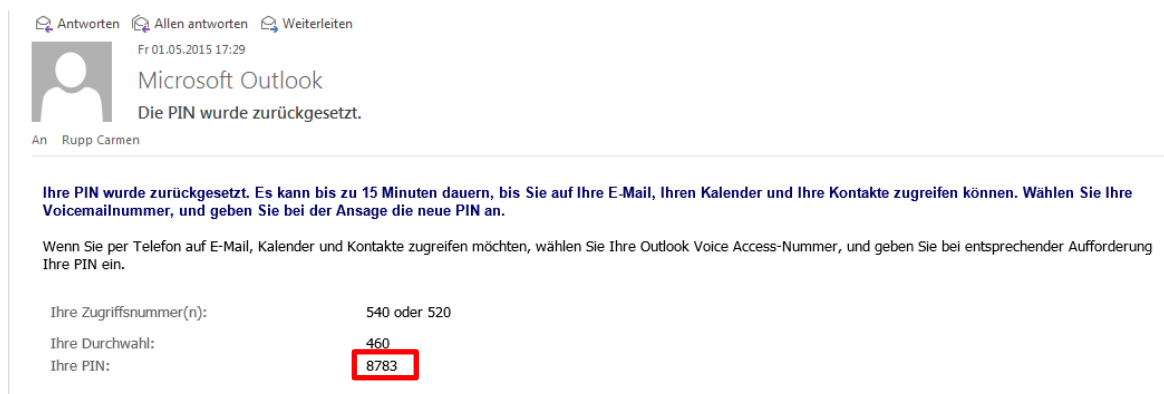 Antworten Allen antworten Weiterleiten
Fr 01.05.2015 17:29
Microsoft Outlook
Die PIN wurde zurückgesetzt.
An Rupp Carmen
Ihre PIN wurde zurückgesetzt. Es kann bis zu 15 Minuten dauern, bis Sie auf Ihre E-Mail, Ihren Kalender und Ihre Kontakte zugreifen können. Wählen Sie Ihre
Voicemailnummer, und geben Sie bei der Ansage die neue PIN an.
Wenn Sie per Telefon auf E-Mail, Kalender und Kontakte zugreifen möchten, wählen Sie Ihre Outlook Voice Access-Nummer, und geben Sie bei entsprechender Aufforderung
Ihre PIN ein.
Ihre Zugriffsnummer(n): 540 oder 520
Ihre Durchwahl: 460
Ihre PIN: 8783